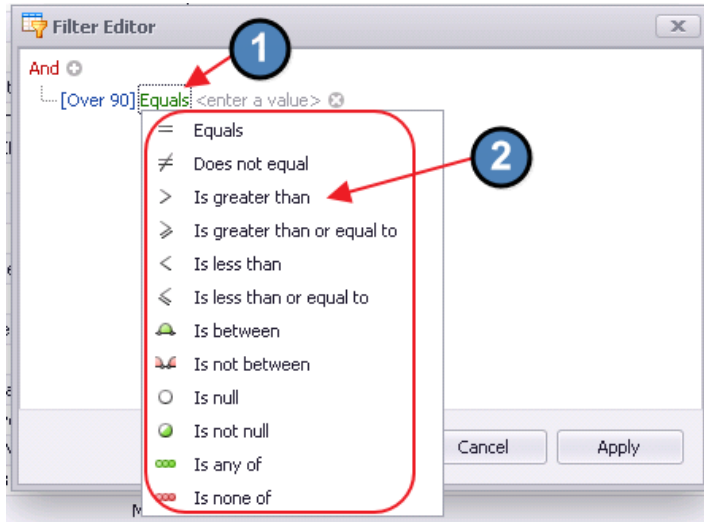 Filter Editor
1
And
[Over 90] Equals <enter a value>
Equals
Does not equal
2
Is greater than
Is greater than or equal to
Is less than
Is less than or equal to
Is between
Is not between
Is null
Is not null
Cancel Apply
Is any of
Is none of